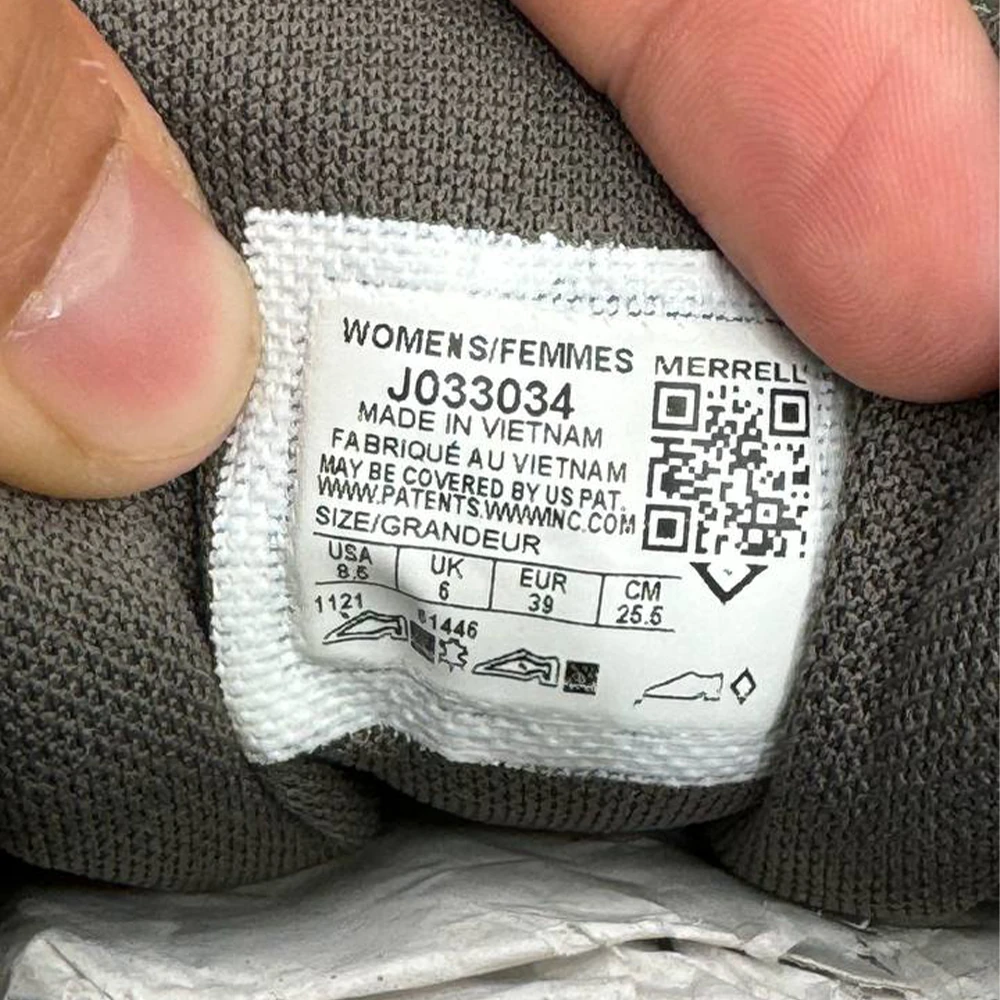 WOMENS/FEMMES
MERRELL
J033034
MADE IN VIETNAM
FABRIQUÉ AU VIETNAM
MAY BE COVERED BY US PAT.
WWW.PATENTS.WWWINC.COM
SIZE/GRANDEUR
USA UK EUR CM
8.5 6 39 25.5
1121 1446